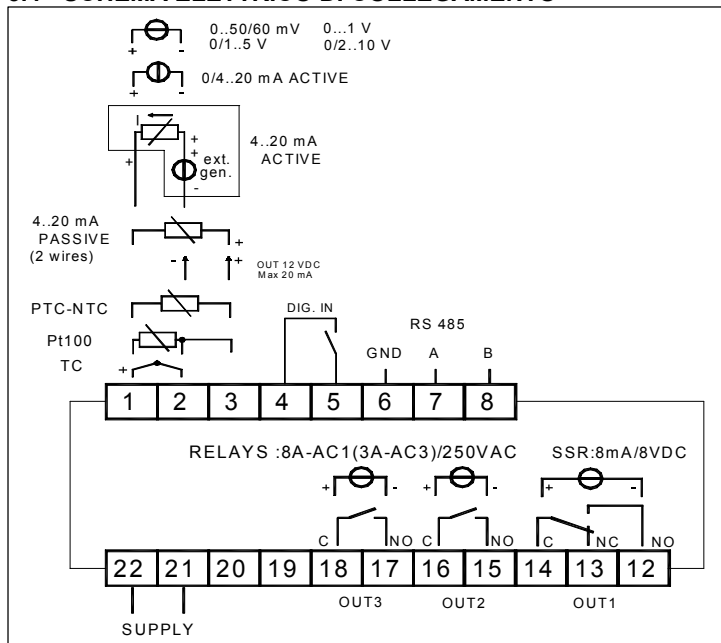 0..50/60 mV 0...1 V
0/1..5 V 0/2..10 V
+ -
0/4..20 mA ACTIVE
+ -
I
+
+ + ext. 4..20 mA
gen. ACTIVE
-
4..20 mA
PASSIVE +
(2 wires) - + OUT 12 VDC
Max 20 mA
PTC-NTC DIG. IN
RS 485
Pt100
GND A B
TC +
1 2 3 4 5 6 7 8
RELAYS :8A-AC1(3A-AC3)/250VAC SSR:8mA/8VDC
+ - + - + -
C NO C NO C NC NO
22 21 20 19 18 17 16 15 14 13 12
OUT3 OUT2 OUT1
SUPPLY